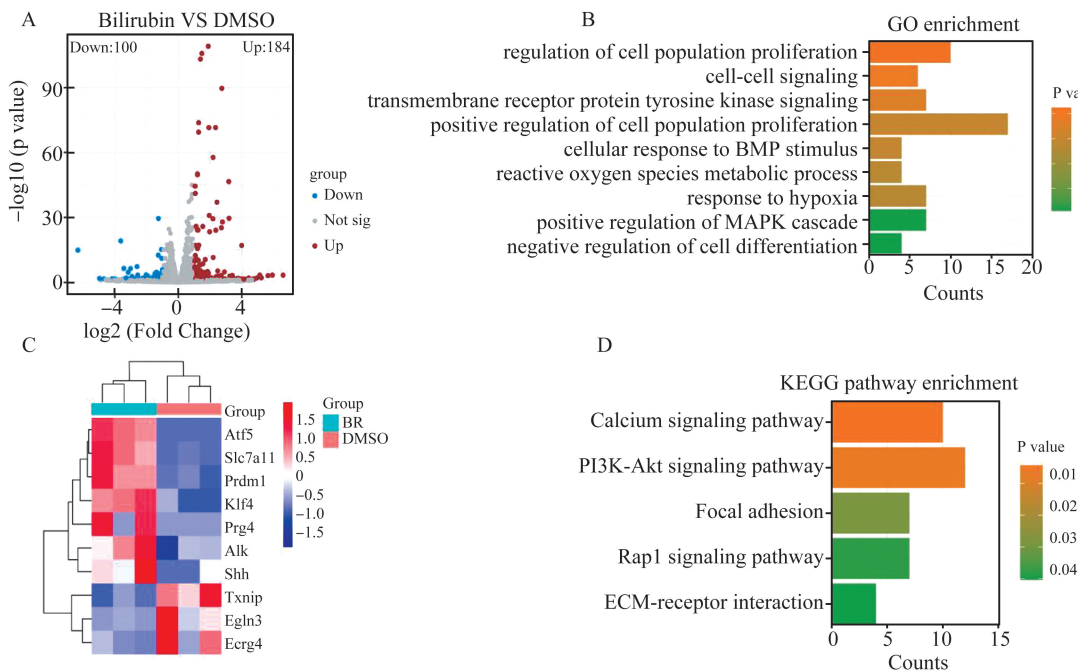 A
Bilirubin VS DMSO
Down:100
Up:184
−log10 (p value)
90
60
30
0
−4
0
4
log2 (Fold Change)
group
Down
Not sig
Up
B
GO enrichment
regulation of cell population proliferation
cell-cell signaling
transmembrane receptor protein tyrosine kinase signaling
positive regulation of cell population proliferation
cellular response to BMP stimulus
reactive oxygen species metabolic process
response to hypoxia
positive regulation of MAPK cascade
negative regulation of cell differentiation
0
5
10
15
20
Counts
P va
C
Group
Atf5
Slc7a11
Prdm1
Klf4
Prg4
Alk
Shh
Txnip
Egln3
Ecrg4
1.5
1.0
0.5
0
−0.5
−1.0
−1.5
Group
BR
DMSO
D
KEGG pathway enrichment
Calcium signaling pathway
PI3K-Akt signaling pathway
Focal adhesion
Rap1 signaling pathway
ECM-receptor interaction
0
5
10
15
Counts
P value
0.01
0.02
0.03
0.04